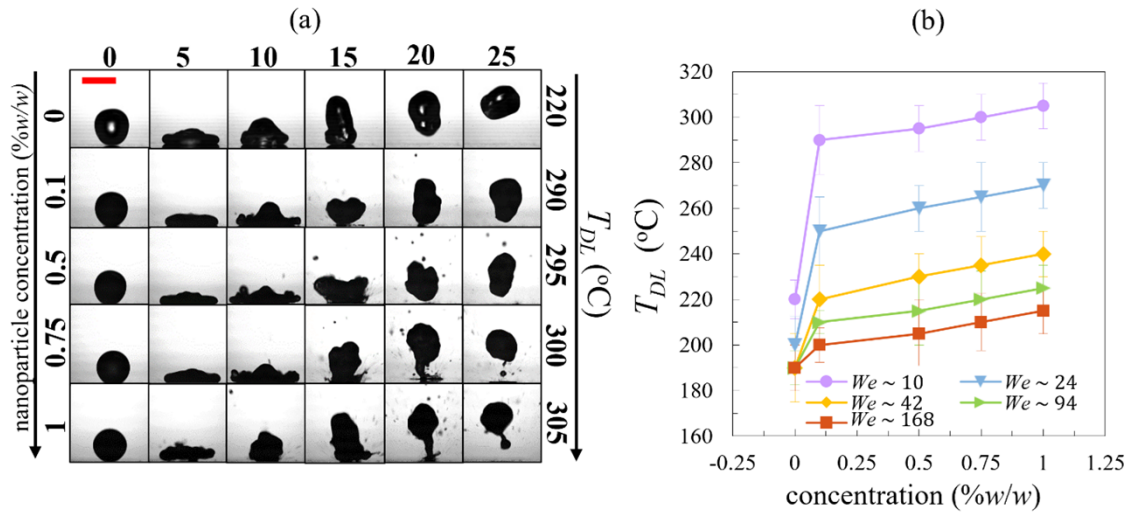 (a)
0 5 10 15 20 25
nanoparticle concentration (%w/w)
0
0.1
0.5
0.75
1
220
290
295
300
305
T_DL (°C)
(b)
T_DL (°C)
320
300
280
260
240
220
200
180
160
We ~ 10
We ~ 24
We ~ 42
We ~ 94
We ~ 168
-0.25 0 0.25 0.5 0.75 1 1.25
concentration (%w/w)